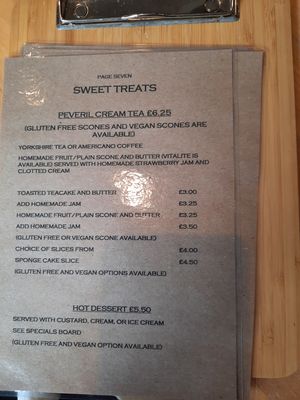 PAGE SEVEN
SWEET TREATS
PEVERIL CREAM TEA £6.25
(GLUTEN FREE SCONES AND VEGAN SCONES ARE
AVAILABLE)
YORKSHIRE TEA OR AMERICANO COFFEE
HOMEMADE FRUIT/PLAIN SCONE AND BUTTER (VITALITE IS
AVAILABLE) SERVED WITH HOMEMADE STRAWBERRY JAM AND
CLOTTED CREAM
TOASTED TEACAKE AND BUTTER £3.00
ADD HOMEMADE JAM £3.25
HOMEMADE FRUIT/PLAIN SCONE AND BUTTER £3.25
ADD HOMEMADE JAM £3.50
(GLUTEN FREE OR VEGAN SCONE AVAILABLE)
CHOICE OF SLICES FROM £4.00
SPONGE CAKE SLICE £4.50
(GLUTEN FREE AND VEGAN OPTIONS AVAILABLE)
HOT DESSERT £5.50
SERVED WITH CUSTARD, CREAM, OR ICE CREAM
SEE SPECIALS BOARD
(GLUTEN FREE AND VEGAN OPTION AVAILABLE)